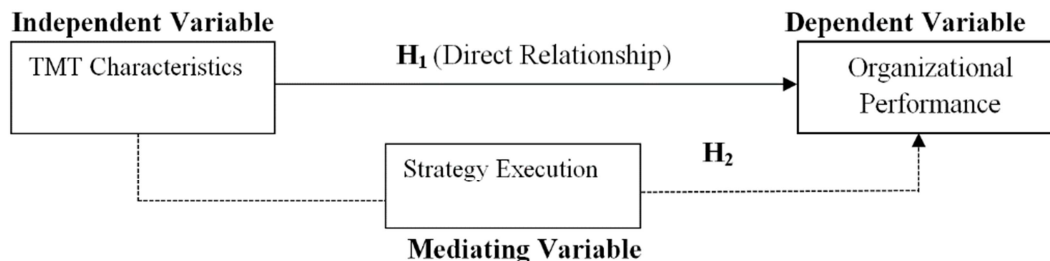 Independent Variable
Dependent Variable
TMT Characteristics
H₁ (Direct Relationship)
Organizational
Performance
Strategy Execution
H₂
Mediating Variable